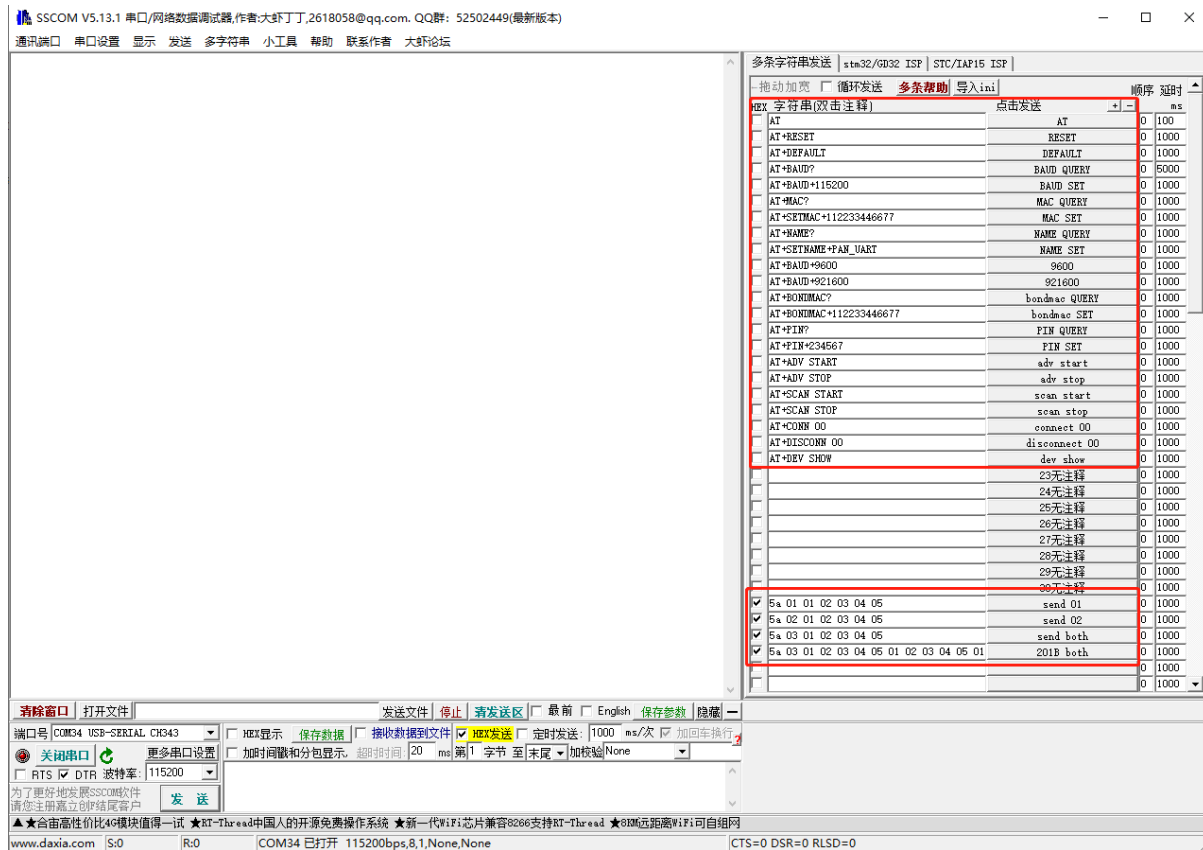 SSCOM V5.13.1 串口/网络数据调试器,作者:大虾丁丁,2618058@qq.com. QQ群: 52502449(最新版本)
通讯端口 串口设置 显示 发送 多字符串 小工具 帮助 联系作者 大虾论坛
多条字符串发送 stm32/GD32 ISP STC/IAP15 ISP
拖动加宽 循环发送 多条帮助 导入ini 顺序 延时
HEX 字符串(双击注释) 点击发送 + - ms
AT AT 0 100
AT+RESET RESET 0 1000
AT+DEFAULT DEFAULT 0 1000
AT+BAUD? BAUD QUERY 0 5000
AT+BAUD+115200 BAUD SET 0 1000
AT+MAC? MAC QUERY 0 1000
AT+SETMAC+112233446677 MAC SET 0 1000
AT+NAME? NAME QUERY 0 1000
AT+SETNAME+PAN_UART NAME SET 0 1000
AT+BAUD+9600 9600 0 1000
AT+BAUD+921600 921600 0 1000
AT+BONDMAC? bondmac QUERY 0 1000
AT+BONDMAC+112233446677 bondmac SET 0 1000
AT+PIN? PIN QUERY 0 1000
AT+PIN+234567 PIN SET 0 1000
AT+ADV START adv start 0 1000
AT+ADV STOP adv stop 0 1000
AT+SCAN START scan start 0 1000
AT+SCAN STOP scan stop 0 1000
AT+CONN 00 connect 00 0 1000
AT+DISCONN 00 disconnect 00 0 1000
AT+DEV SHOW dev show 0 1000
23无注释 0 1000
24无注释 0 1000
25无注释 0 1000
26无注释 0 1000
27无注释 0 1000
28无注释 0 1000
29无注释 0 1000
30无注释 0 1000
5a 01 01 02 03 04 05 send 01 0 1000
5a 02 01 02 03 04 05 send 02 0 1000
5a 03 01 02 03 04 05 send both 0 1000
5a 03 01 02 03 04 05 01 02 03 04 05 01 201B both 0 1000
0 1000
0 1000
清除窗口 打开文件 发送文件 停止 清发送区 最前 English 保存参数 隐藏
端口号 COM34 USB-SERIAL CH343 HEX显示 保存数据 接收数据到文件 HEX发送 定时发送: 1000 ms/次 加回车换行
关闭串口 更多串口设置 加时间戳和分包显示. 超时时间: 20 ms 第 1 字节 至 末尾 加校验 None
RTS DTR 波特率: 115200
为了更好地发展SSCOM软件
请您注册嘉立创F结尾客户
发 送
▲★合宙高性价比4G模块值得一试 ★RT-Thread中国人的开源免费操作系统 ★新一代WiFi芯片兼容8266支持RT-Thread ★8KM远距离WiFi可自组网
www.daxia.com S:0 R:0 COM34 已打开 115200bps,8,1,None,None CTS=0 DSR=0 RLSD=0